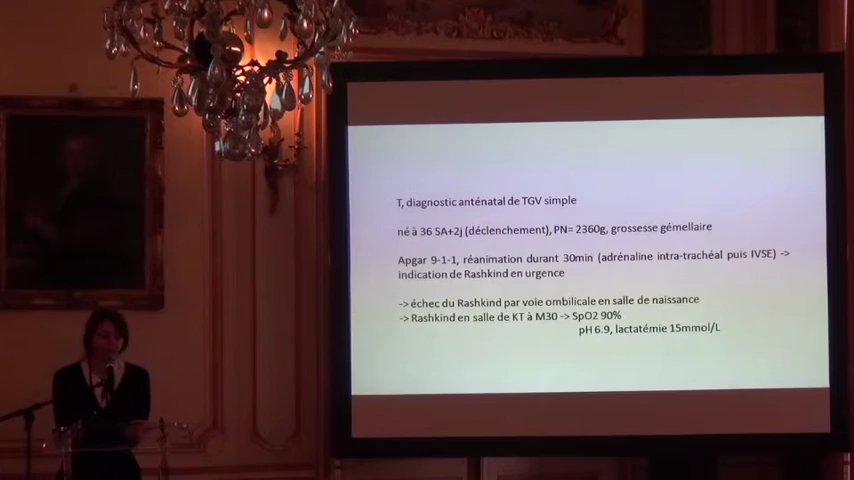 T, diagnostic anténatal de TGV simple
né à 36 SA+2j (déclenchement), PN= 2360g, grossesse gémellaire
Apgar 9-1-1, réanimation durant 30min (adrénaline intra-trachéal puis IVSE) ->
indication de Rashkind en urgence
-> échec du Rashkind par voie ombilicale en salle de naissance
-> Rashkind en salle de KT à M30 -> SpO2 90%
pH 6.9, lactatémie 15mmol/L